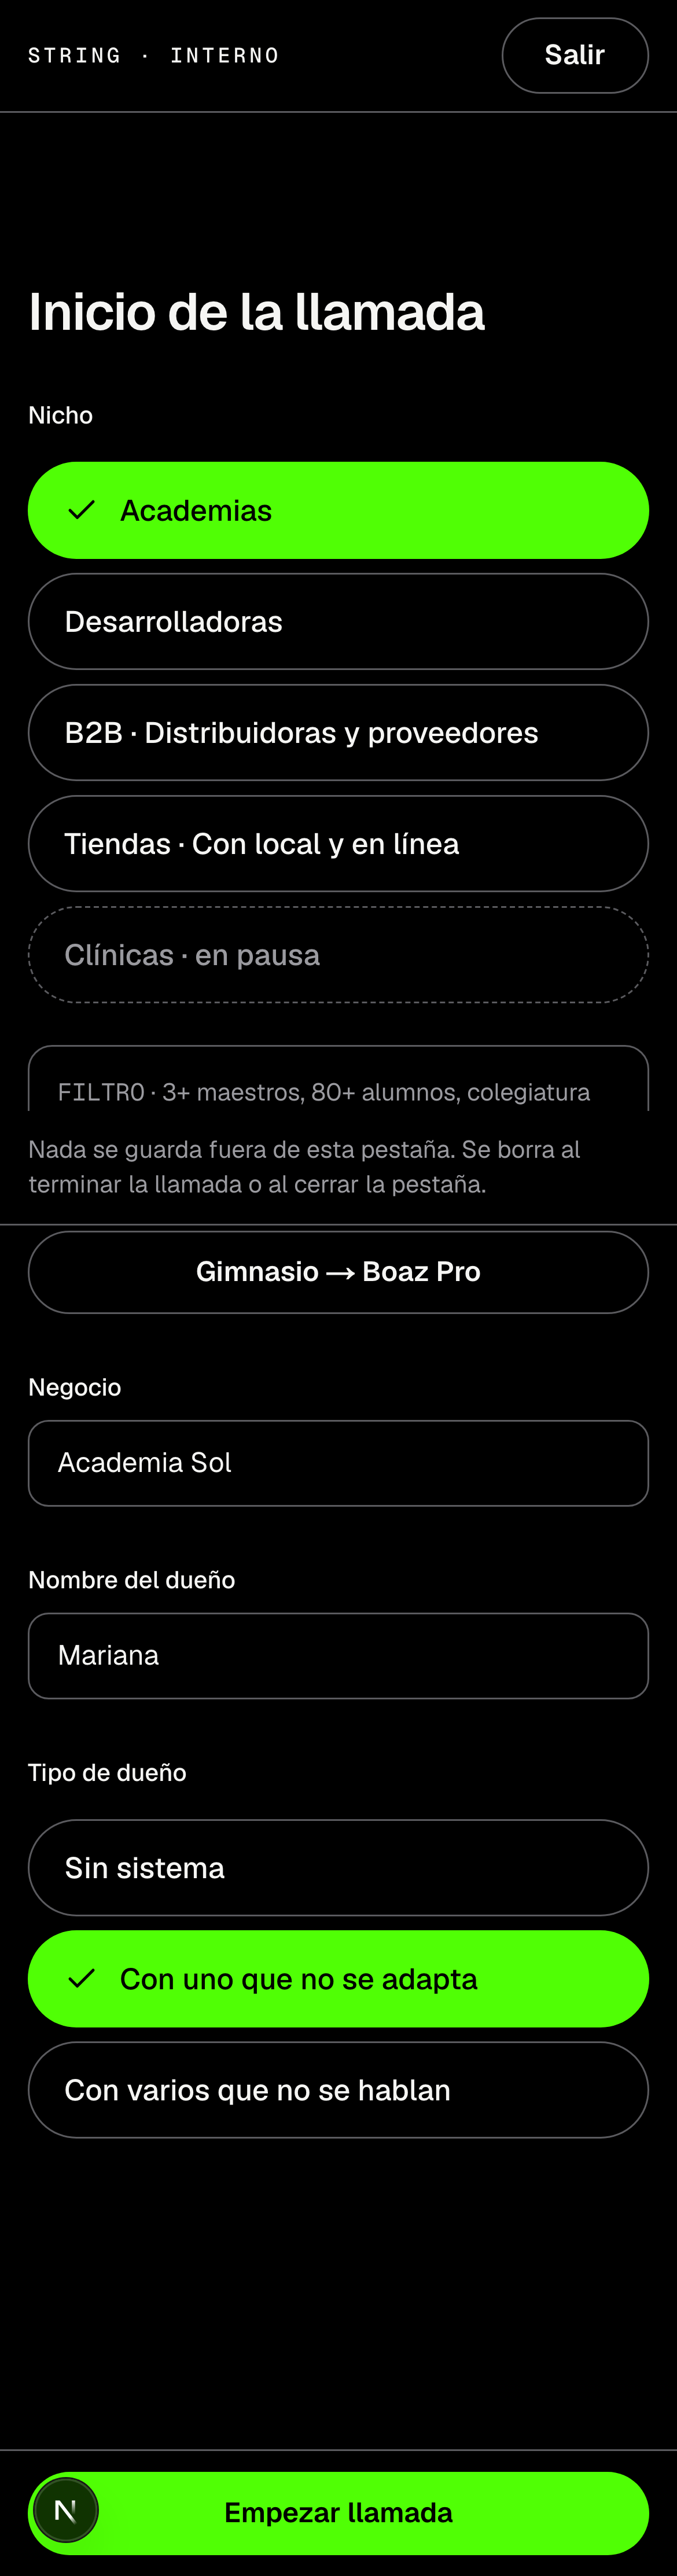 STRING · INTERNO
Salir
Inicio de la llamada
Nicho
Academias
Desarrolladoras
B2B · Distribuidoras y proveedores
Tiendas · Con local y en línea
Clínicas · en pausa
FILTRO · 3+ maestros, 80+ alumnos, colegiatura
Nada se guarda fuera de esta pestaña. Se borra al
terminar la llamada o al cerrar la pestaña.
Gimnasio → Boaz Pro
Negocio
Academia Sol
Nombre del dueño
Mariana
Tipo de dueño
Sin sistema
Con uno que no se adapta
Con varios que no se hablan
N
Empezar llamada